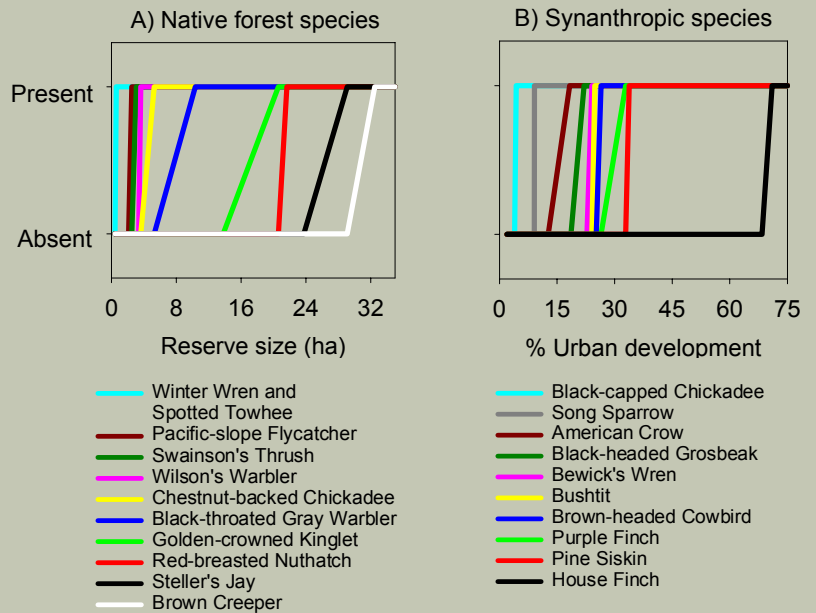 A) Native forest species
Present
Absent
0 8 16 24 32
Reserve size (ha)
Winter Wren and
Spotted Towhee
Pacific-slope Flycatcher
Swainson's Thrush
Wilson's Warbler
Chestnut-backed Chickadee
Black-throated Gray Warbler
Golden-crowned Kinglet
Red-breasted Nuthatch
Steller's Jay
Brown Creeper
B) Synanthropic species
0 15 30 45 60 75
% Urban development
Black-capped Chickadee
Song Sparrow
American Crow
Black-headed Grosbeak
Bewick's Wren
Bushtit
Brown-headed Cowbird
Purple Finch
Pine Siskin
House Finch